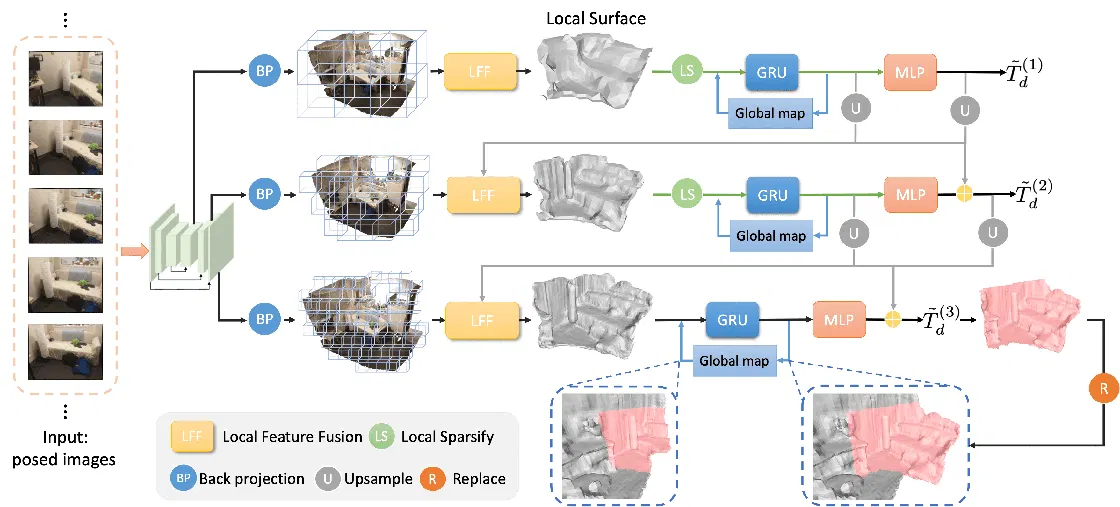 Local Surface
BP
LFF
LS
GRU
MLP
T̃_d^(1)
Global map
U
U
BP
LFF
LS
GRU
MLP
T̃_d^(2)
Global map
U
U
BP
LFF
GRU
MLP
T̃_d^(3)
Global map
R
Input:
posed images
LFF Local Feature Fusion LS Local Sparsify
BP Back projection U Upsample R Replace